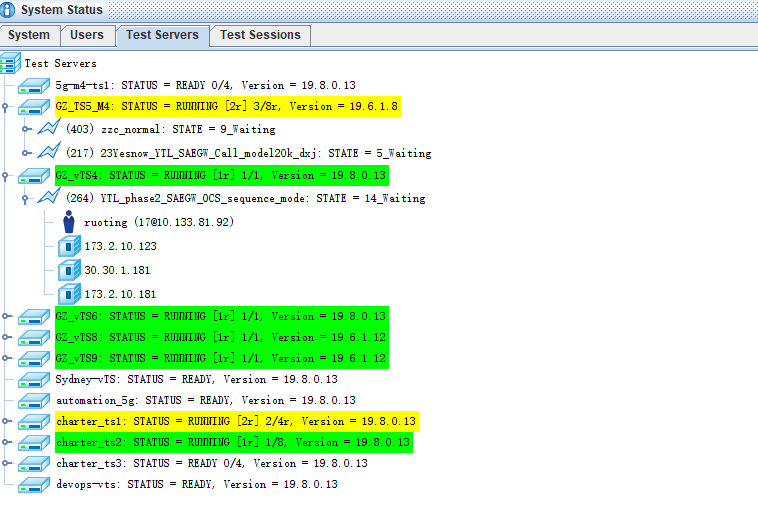 System Status
System Users Test Servers Test Sessions
Test Servers
5g-m4-ts1: STATUS = READY 0/4, Version = 19.8.0.13
GZ_TS5_M4: STATUS = RUNNING [2r] 3/8r, Version = 19.6.1.8
(403) zzc_normal: STATE = 9_Waiting
(217) 23Yesnow_YTL_SAEGW_Call_model20k_dxj: STATE = 5_Waiting
GZ_vTS4: STATUS = RUNNING [1r] 1/1, Version = 19.8.0.13
(264) YTL_phase2_SAEGW_OCS_sequence_mode: STATE = 14_Waiting
ruoting (17@10.133.81.92)
173.2.10.123
30.30.1.181
173.2.10.181
GZ_vTS6: STATUS = RUNNING [1r] 1/1, Version = 19.8.0.13
GZ_vTS8: STATUS = RUNNING [1r] 1/1, Version = 19.6.1.12
GZ_vTS9: STATUS = RUNNING [1r] 1/1, Version = 19.6.1.12
Sydney-vTS: STATUS = READY, Version = 19.8.0.13
automation_5g: STATUS = READY, Version = 19.8.0.13
charter_ts1: STATUS = RUNNING [2r] 2/4r, Version = 19.8.0.13
charter_ts2: STATUS = RUNNING [1r] 1/8, Version = 19.8.0.13
charter_ts3: STATUS = READY 0/4, Version = 19.8.0.13
devops-vts: STATUS = READY, Version = 19.8.0.13